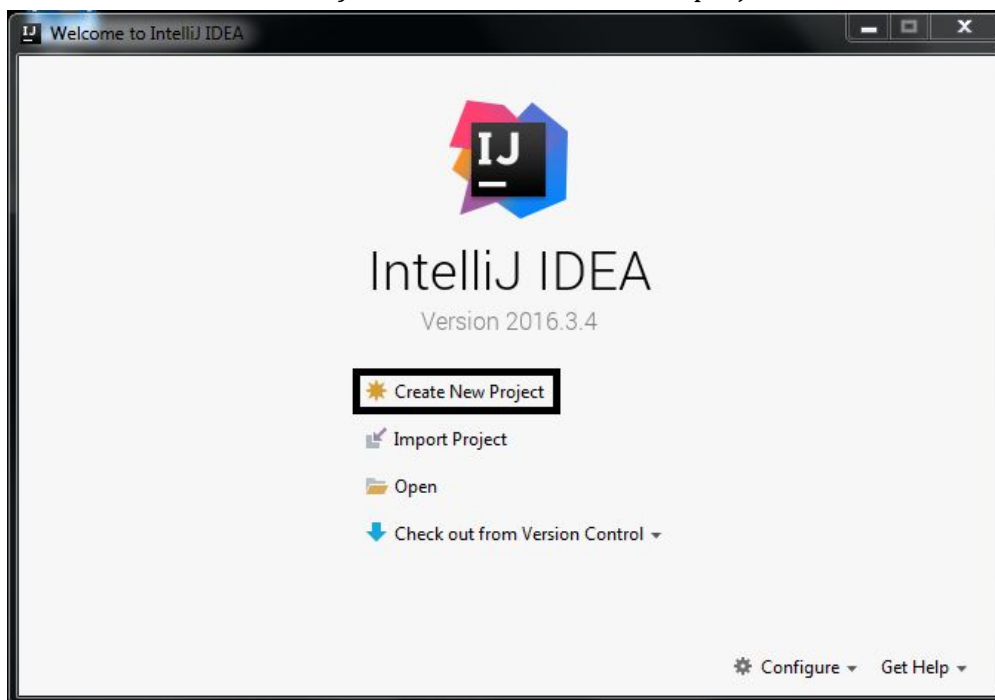 Welcome to IntelliJ IDEA
IJ
IntelliJ IDEA
Version 2016.3.4
Create New Project
Import Project
Open
Check out from Version Control
Configure Get Help